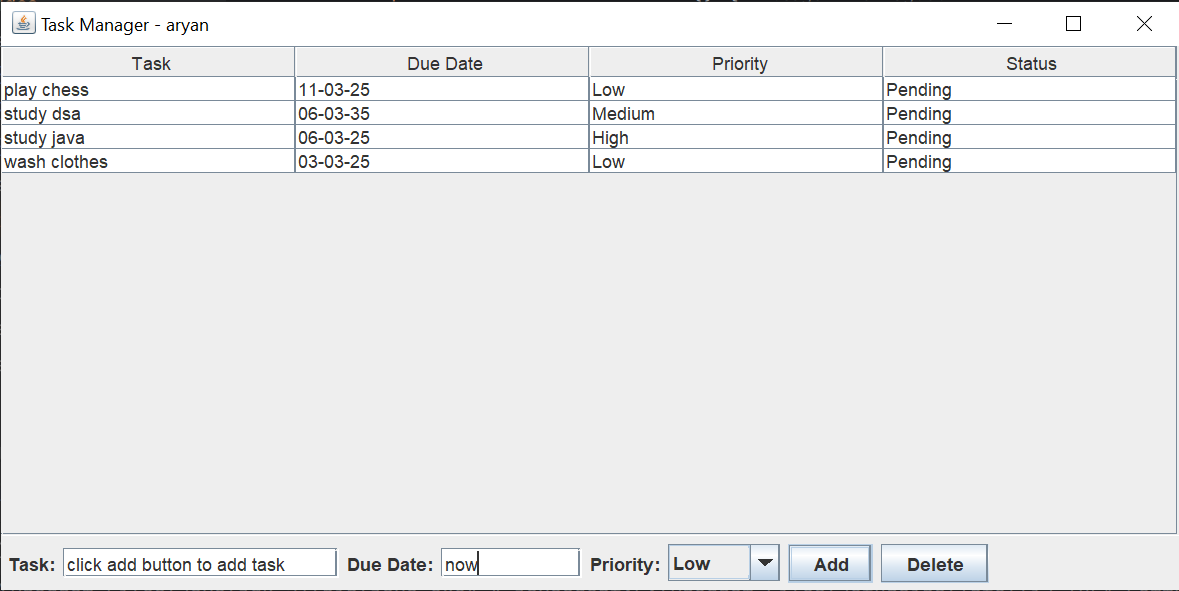 Task Manager - aryan
Task Due Date Priority Status
play chess 11-03-25 Low Pending
study dsa 06-03-35 Medium Pending
study java 06-03-25 High Pending
wash clothes 03-03-25 Low Pending
Task: click add button to add task Due Date: now Priority: Low Add Delete